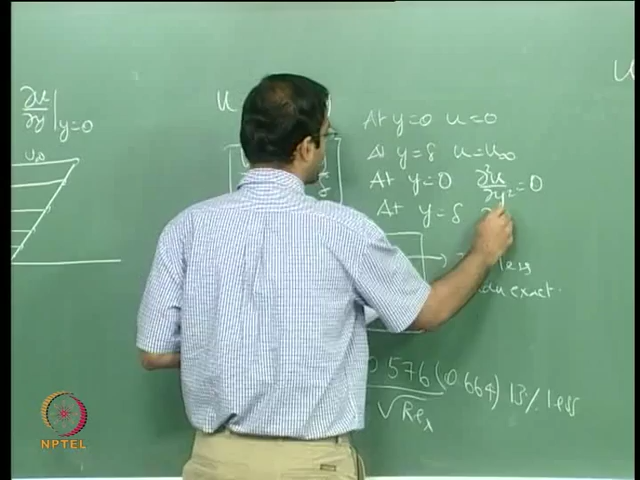 ∂u/∂y|y=0
u∞
u
U
At y=0 u=0
At y=δ u=u∞
At y=0 ∂²u/∂y²=0
At y=δ
less
than exact.
0.576 (0.664) 13% less
√Reₓ
NPTEL